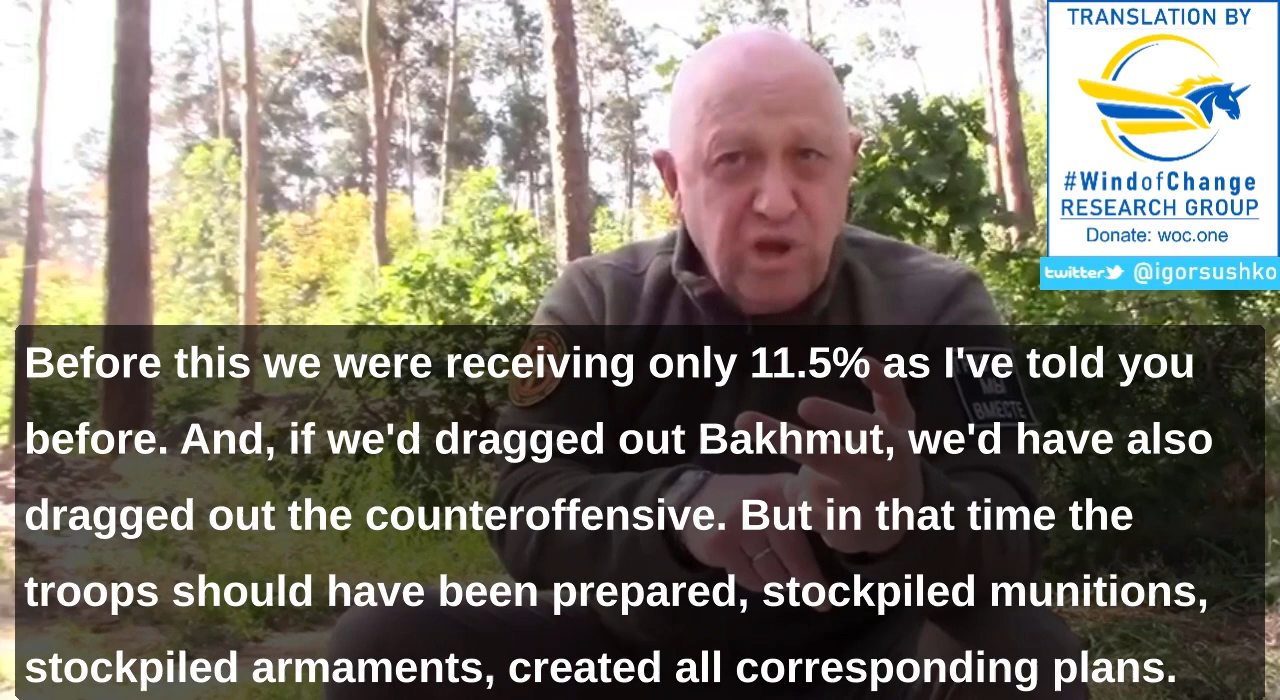 TRANSLATION BY
#WindofChange
RESEARCH GROUP
Donate: woc.one
twitter @igorsushko
МЫ
ВМЕСТЕ
Before this we were receiving only 11.5% as I've told you
before. And, if we'd dragged out Bakhmut, we'd have also
dragged out the counteroffensive. But in that time the
troops should have been prepared, stockpiled munitions,
stockpiled armaments, created all corresponding plans.